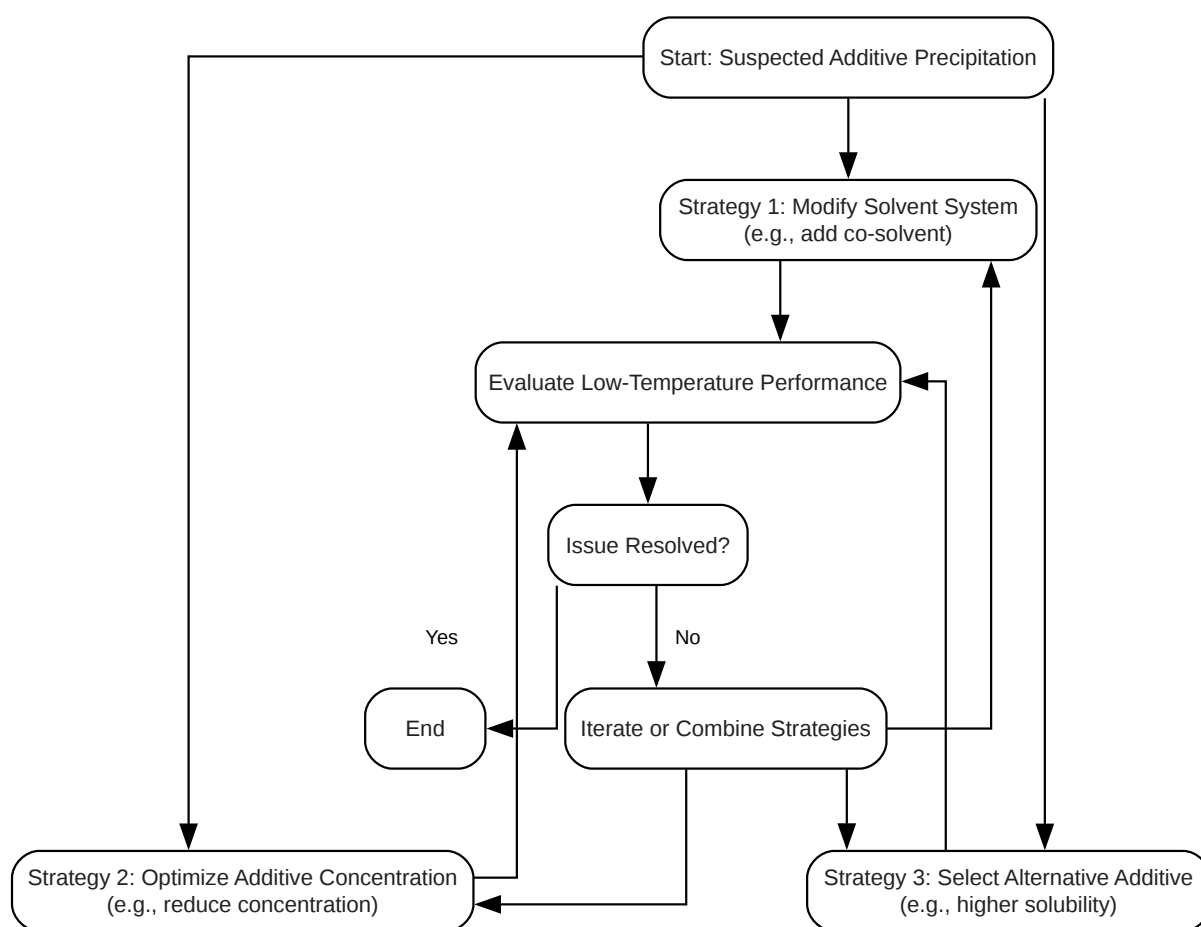 Start: Suspected Additive Precipitation
Strategy 1: Modify Solvent System
(e.g., add co-solvent)
Evaluate Low-Temperature Performance
Issue Resolved?
Yes
No
End
Iterate or Combine Strategies
Strategy 2: Optimize Additive Concentration
(e.g., reduce concentration)
Strategy 3: Select Alternative Additive
(e.g., higher solubility)